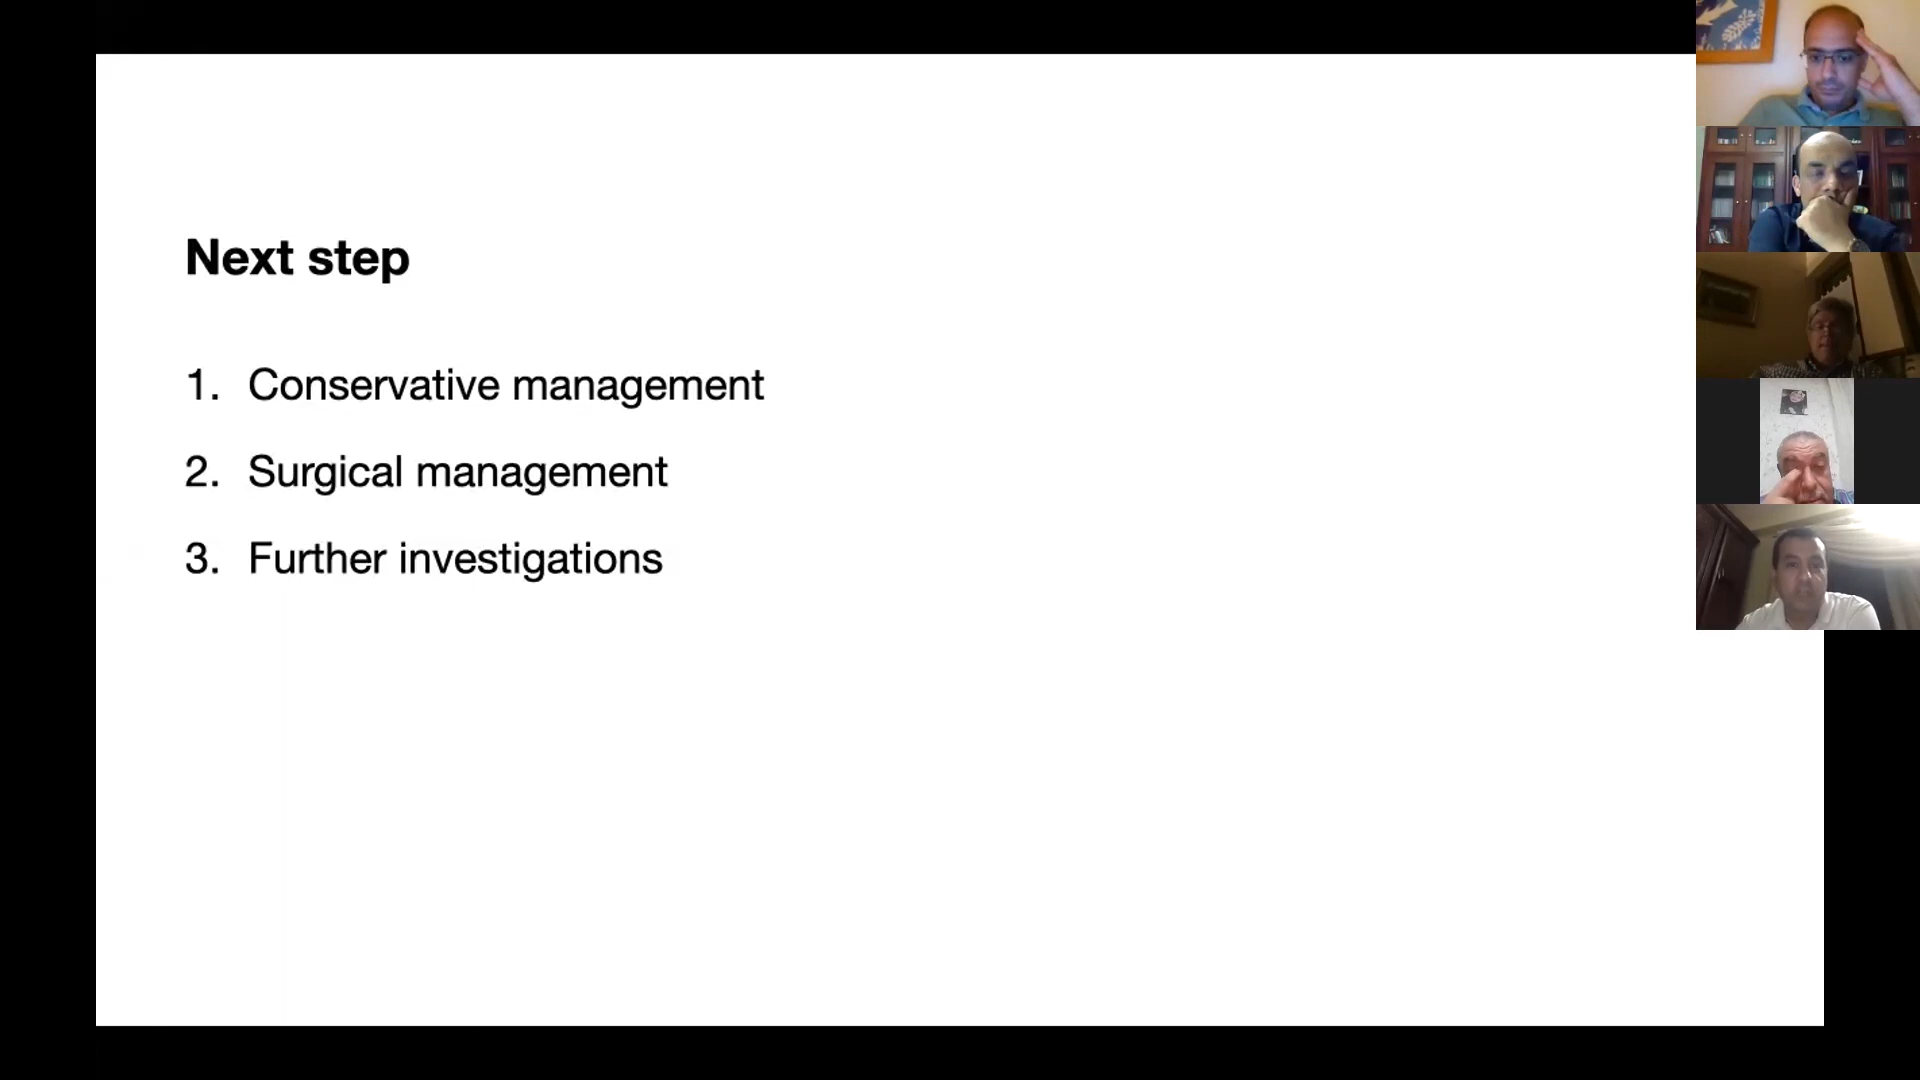 Next step
1. Conservative management
2. Surgical management
3. Further investigations